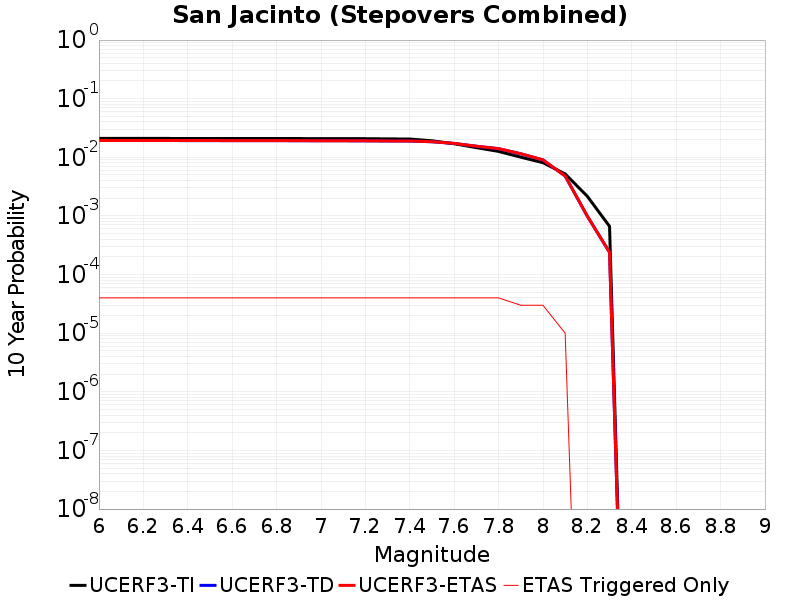 San Jacinto (Stepovers Combined)
10^0
10^-1
10^-2
10^-3
10^-4
10^-5
10^-6
10^-7
10^-8
10 Year Probability
6 6.2 6.4 6.6 6.8 7 7.2 7.4 7.6 7.8 8 8.2 8.4 8.6 8.8 9
Magnitude
UCERF3-TI UCERF3-TD UCERF3-ETAS ETAS Triggered Only